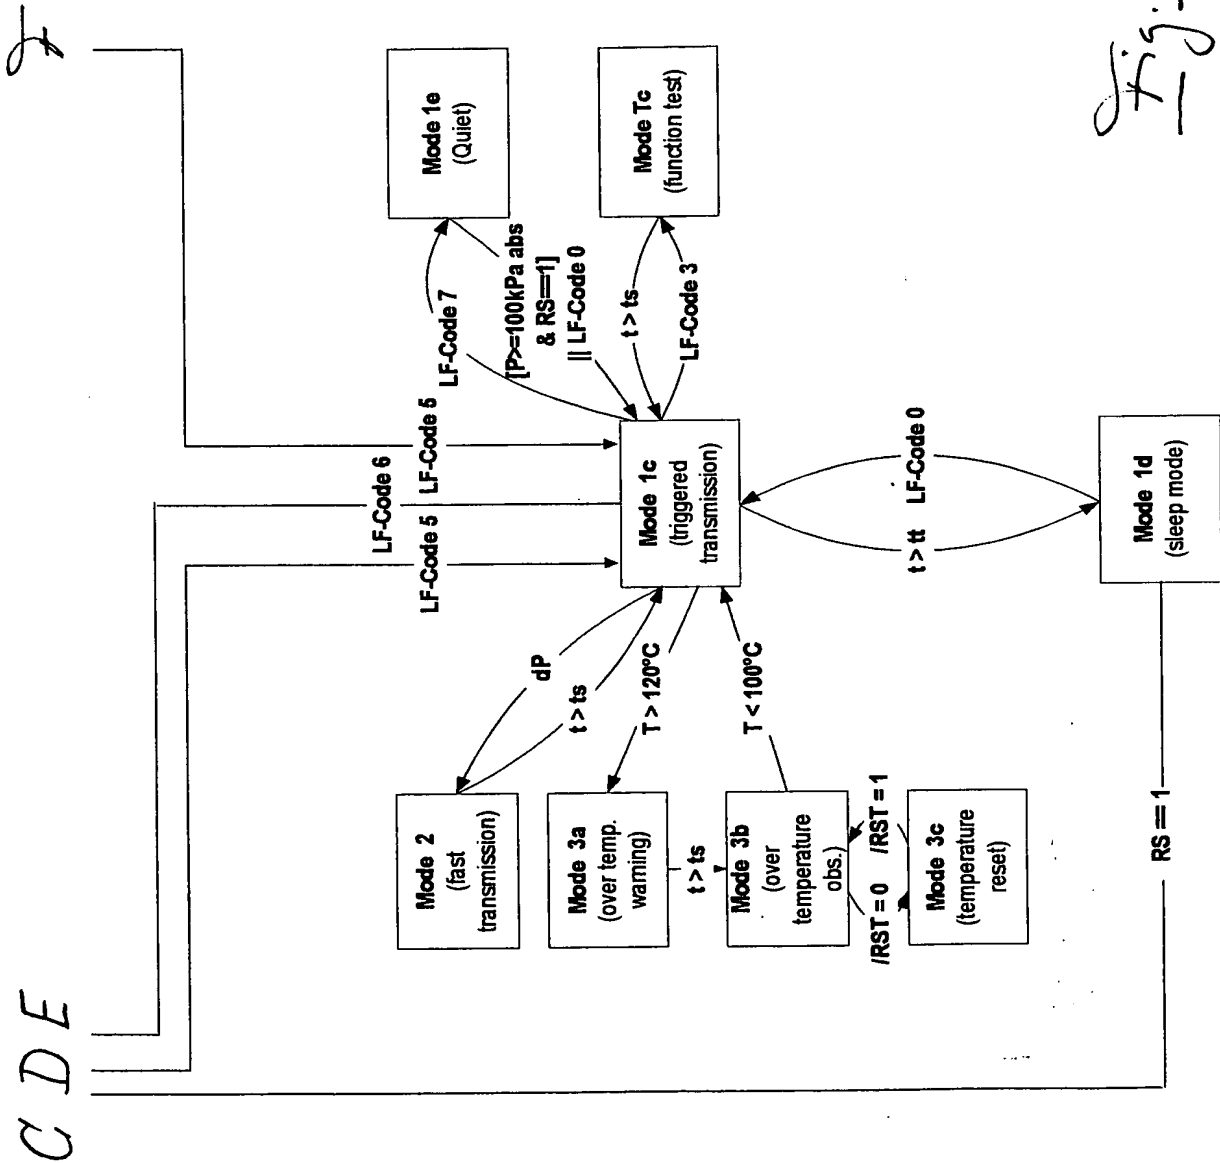 C D E F
LF-Code 6
LF-Code 5
LF-Code 5
Mode 1e
(Quiet)
LF-Code 7
[P>=100kPa abs
& RS==1]
|| LF-Code 0
Mode 2
(fast
transmission)
dP
t > ts
Mode 3a
(over temp.
warning)
T > 120°C
Mode 1c
(triggered
transmission)
t > ts
LF-Code 3
Mode Tc
(function test)
t > ts
Mode 3b
(over
temperature
obs.)
T < 100°C
/RST = 0
/RST = 1
Mode 3c
(temperature
reset)
t > tt
LF-Code 0
Mode 1d
(sleep mode)
RS == 1
Fig.